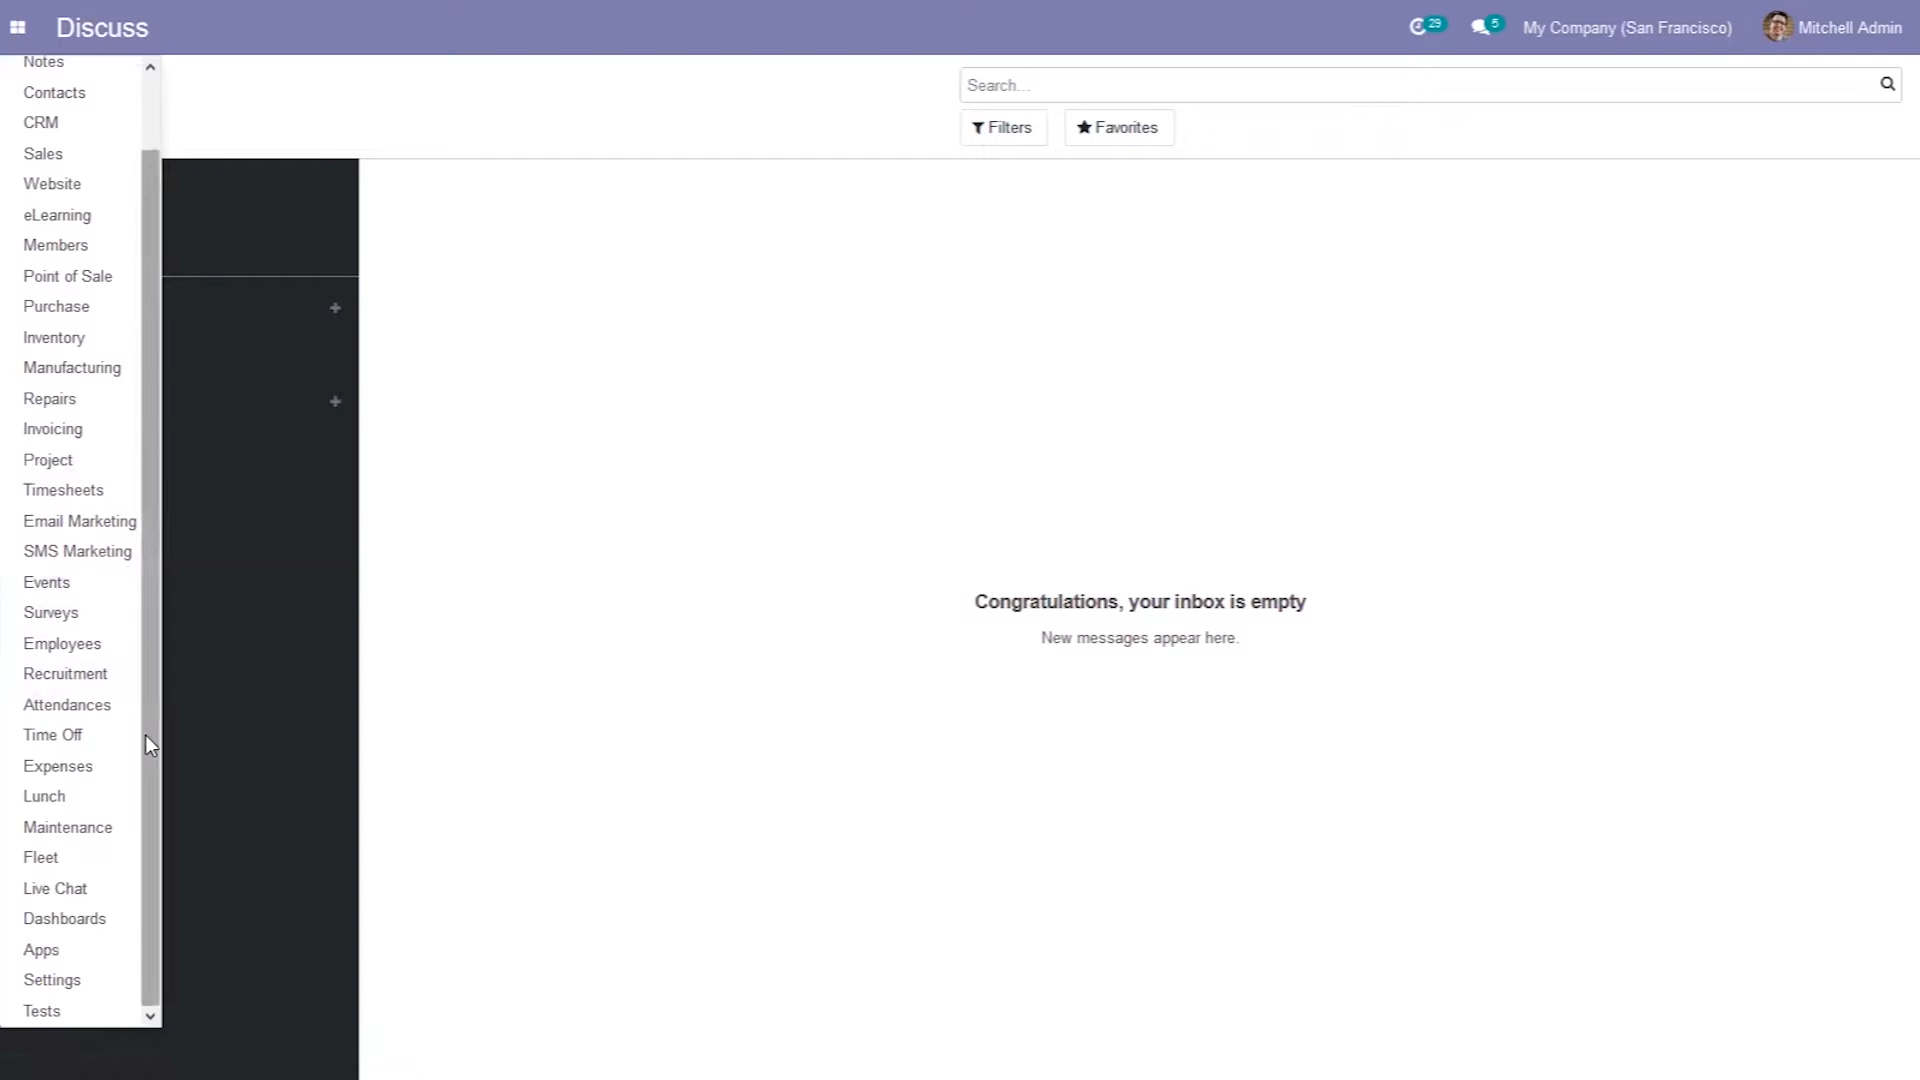 Discuss
29
5
My Company (San Francisco)
Mitchell Admin
Search...
Filters
Favorites
Notes
Contacts
CRM
Sales
Website
eLearning
Members
Point of Sale
Purchase
Inventory
Manufacturing
Repairs
Invoicing
Project
Timesheets
Email Marketing
SMS Marketing
Events
Surveys
Employees
Recruitment
Attendances
Time Off
Expenses
Lunch
Maintenance
Fleet
Live Chat
Dashboards
Apps
Settings
Tests
Congratulations, your inbox is empty
New messages appear here.